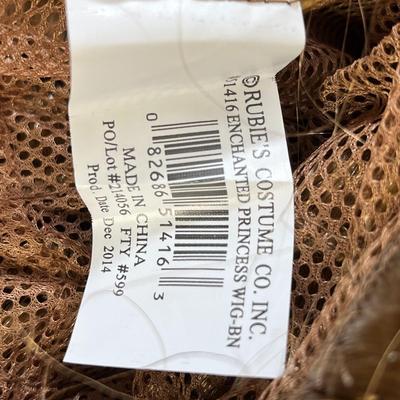 ©RUBIE'S COSTUME CO. INC.
51416 ENCHANTED PRINCESS WIG-BN
0 82686 51416 3
MADE IN CHINA
PO/Lot #214056 FTY #599
Prod. Date Dec 2014